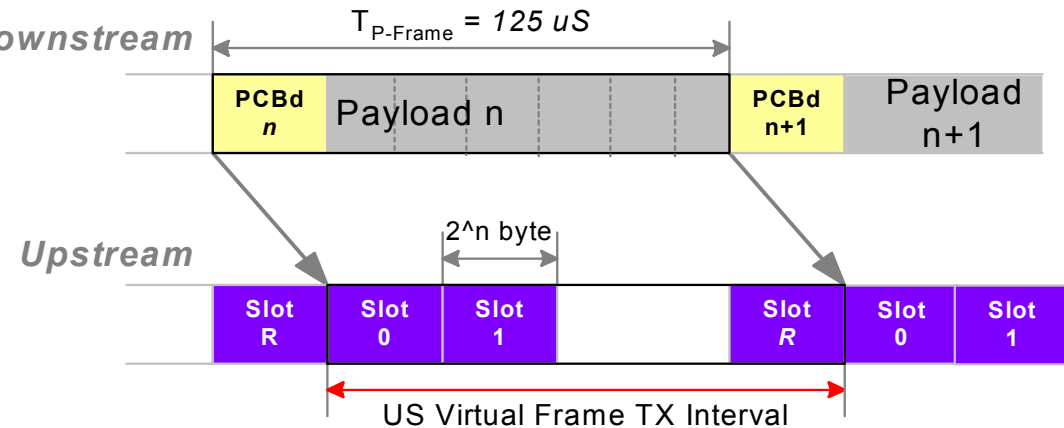 T P-Frame = 125 uS
ownstream
PCBd
n
Payload n
PCBd
n+1
Payload
n+1
2^n byte
Upstream
Slot
R
Slot
0
Slot
1
Slot
R
Slot
0
Slot
1
US Virtual Frame TX Interval